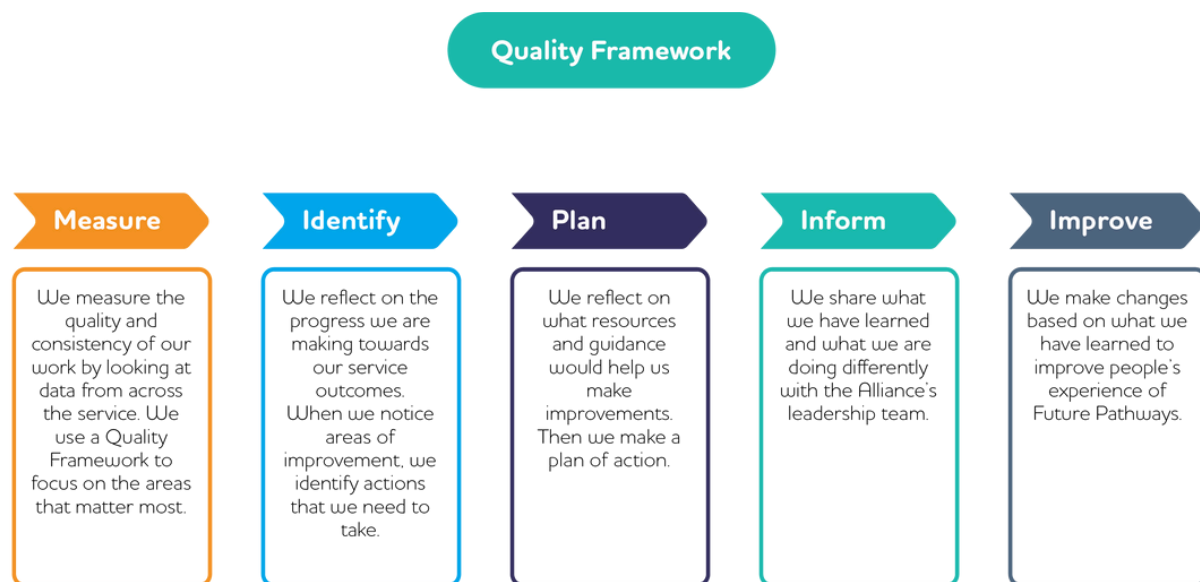 Quality Framework
Measure
We measure the
quality and
consistency of our
work by looking at
data from across
the service. We
use a Quality
Framework to
focus on the areas
that matter most.
Identify
We reflect on the
progress we are
making towards
our service
outcomes.
When we notice
areas of
improvement, we
identify actions
that we need to
take.
Plan
We reflect on
what resources
and guidance
would help us
make
improvements.
Then we make a
plan of action.
Inform
We share what
we have learned
and what we are
doing differently
with the Alliance's
leadership team.
Improve
We make changes
based on what we
have learned to
improve people's
experience of
Future Pathways.